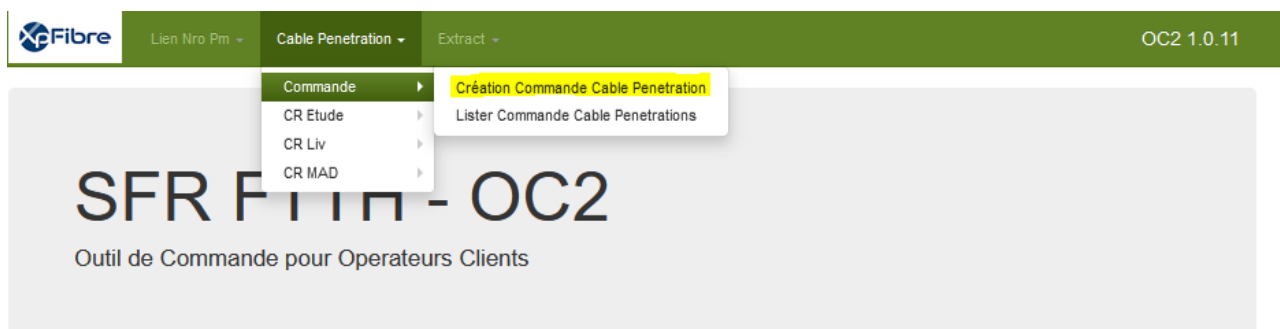 XpFibre Lien Nro Pm Cable Penetration Extract OC2 1.0.11
Commande Création Commande Cable Penetration
CR Etude Lister Commande Cable Penetrations
CR Liv
CR MAD
SFR FTTH - OC2
Outil de Commande pour Operateurs Clients